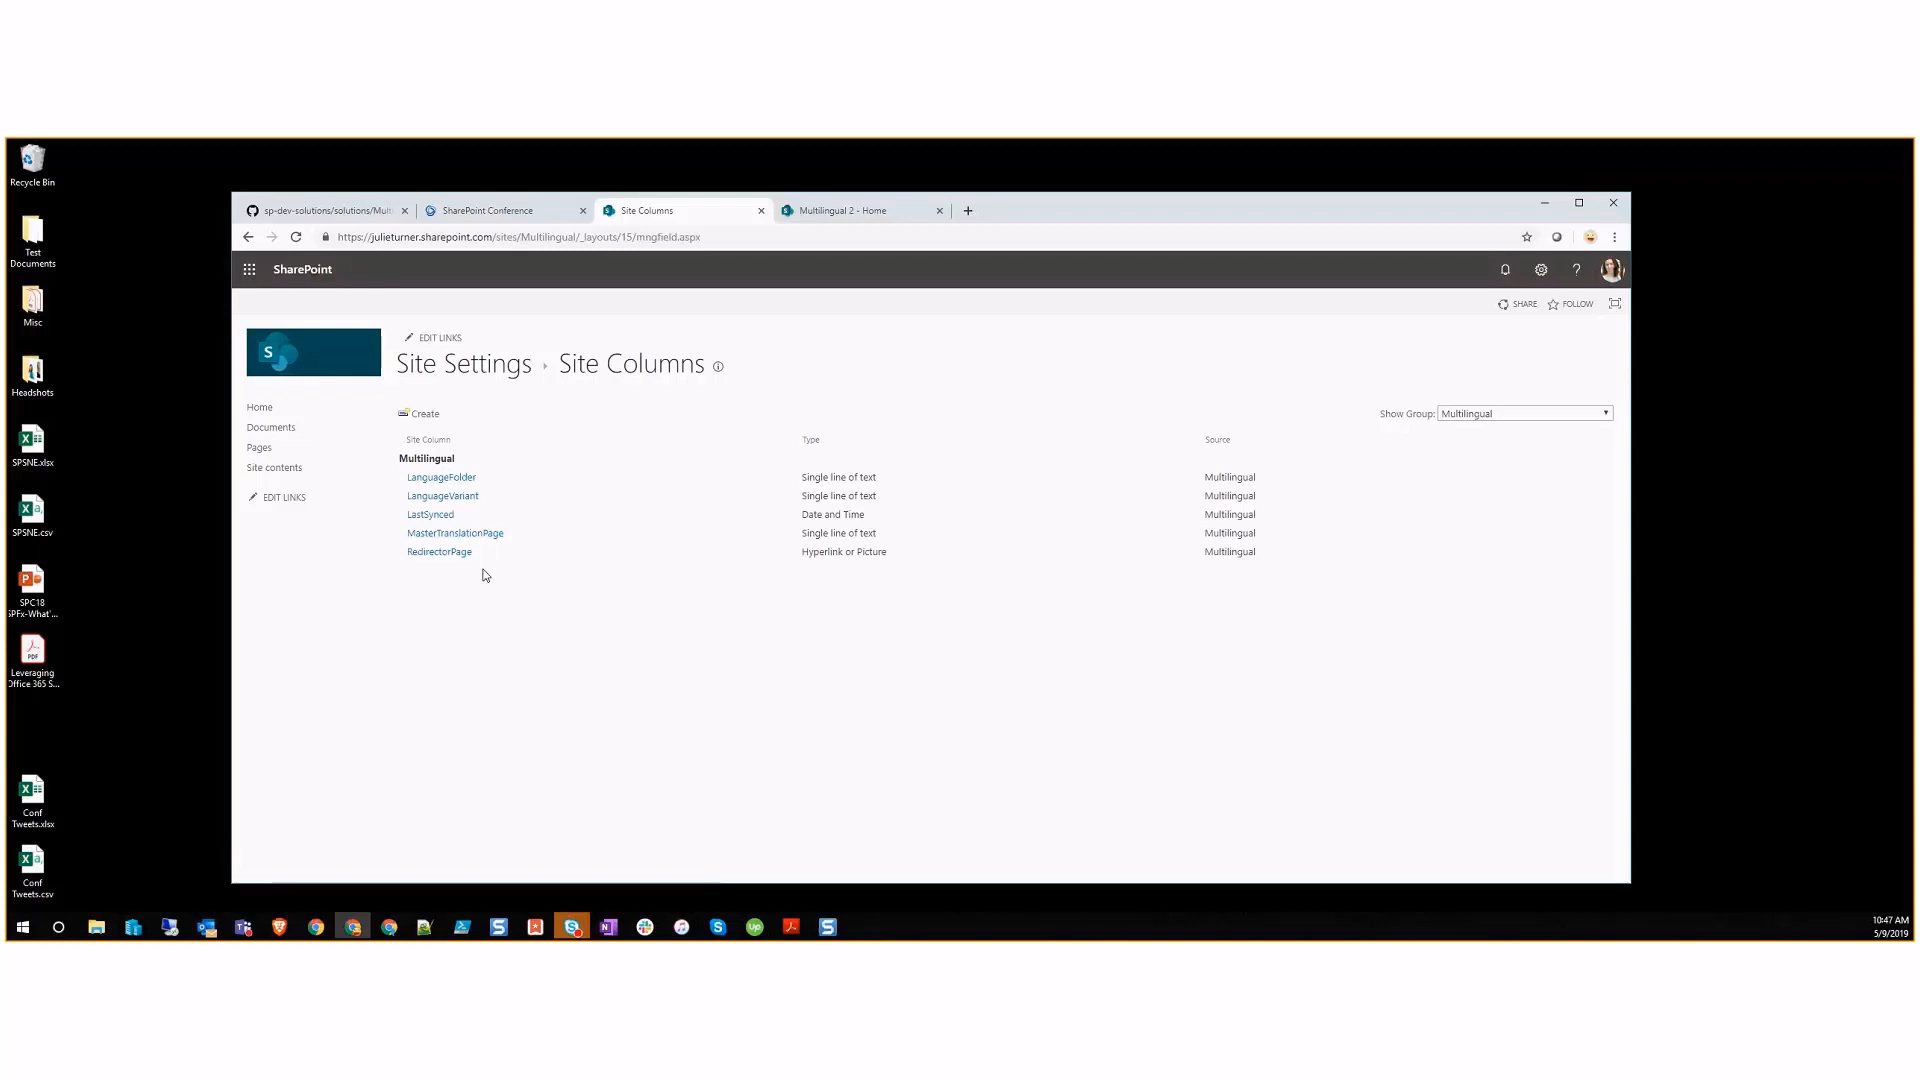 Recycle Bin
Test
Documents
Misc
Headshots
SPSNE.xlsx
SPSNE.csv
SPC18
SPFx-What'...
Leveraging
Office 365 S...
Conf
Tweets.xlsx
Conf
Tweets.csv
sp-dev-solutions/solutions/Mult
SharePoint Conference
Site Columns
Multilingual 2 - Home
https://julieturner.sharepoint.com/sites/Multilingual/_layouts/15/mngfield.aspx
SharePoint
SHARE
FOLLOW
S
EDIT LINKS
Site Settings
Site Columns
Home
Documents
Pages
Site contents
EDIT LINKS
Create
Show Group: Multilingual
Site Column Type Source
Multilingual
LanguageFolder Single line of text Multilingual
LanguageVariant Single line of text Multilingual
LastSynced Date and Time Multilingual
MasterTranslationPage Single line of text Multilingual
RedirectorPage Hyperlink or Picture Multilingual
10:47 AM
5/9/2019